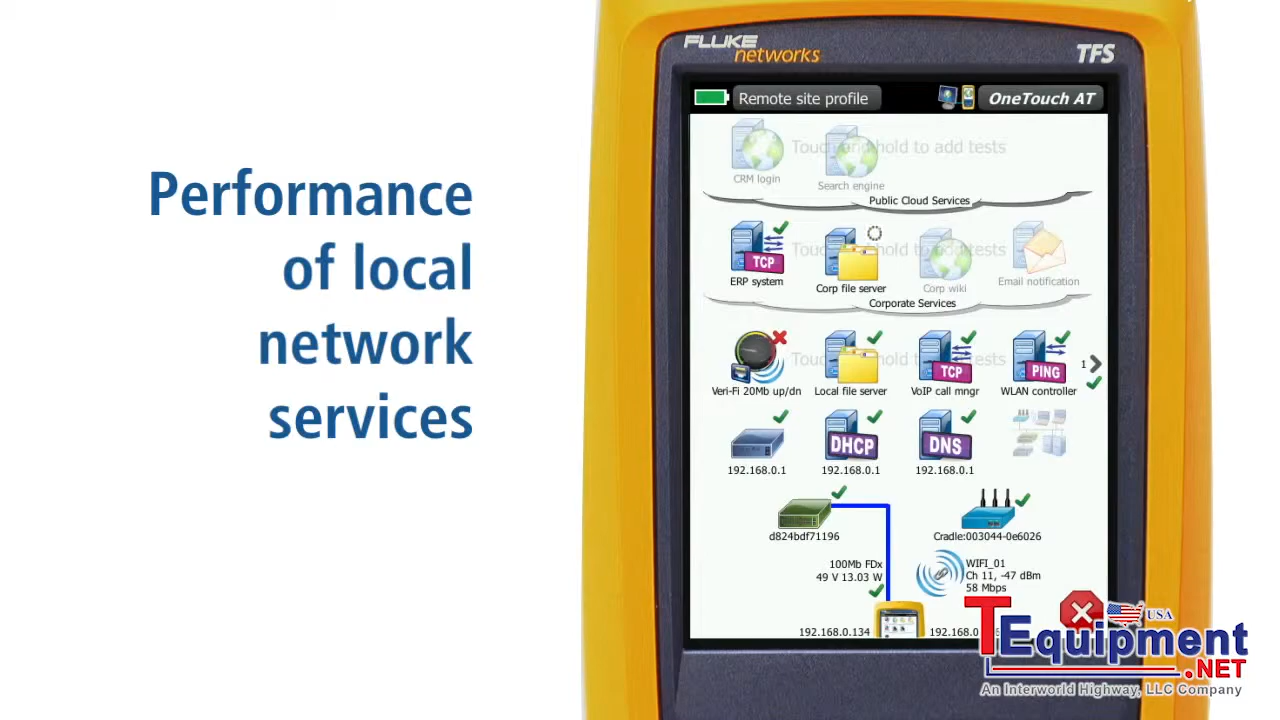 Performance
of local
network
services
FLUKE
networks
TFS
Remote site profile
OneTouch AT
Touch and hold to add tests
CRM login
Search engine
Public Cloud Services
TCP
hold to add tests
ERP system
Corp file server
Corp wiki
Email notification
Corporate Services
TCP
PING
1
Veri-Fi 20Mb up/dn
Local file server
VoIP call mngr
WLAN controller
DHCP
DNS
192.168.0.1
192.168.0.1
192.168.0.1
d824bdf71196
Cradle:003044-0e6026
100Mb FDx
49 V 13.03 W
WIFI_01
Ch 11, -47 dBm
58 Mbps
192.168.0.134
USA
TEquipment
.NET
An Interworld Highway, LLC Company